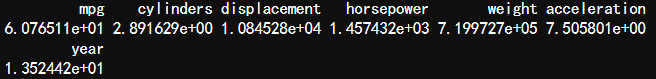 mpg cylinders displacement horsepower weight acceleration
6.076511e+01 2.891629e+00 1.084528e+04 1.457432e+03 7.199727e+05 7.505801e+00
year
1.352442e+01